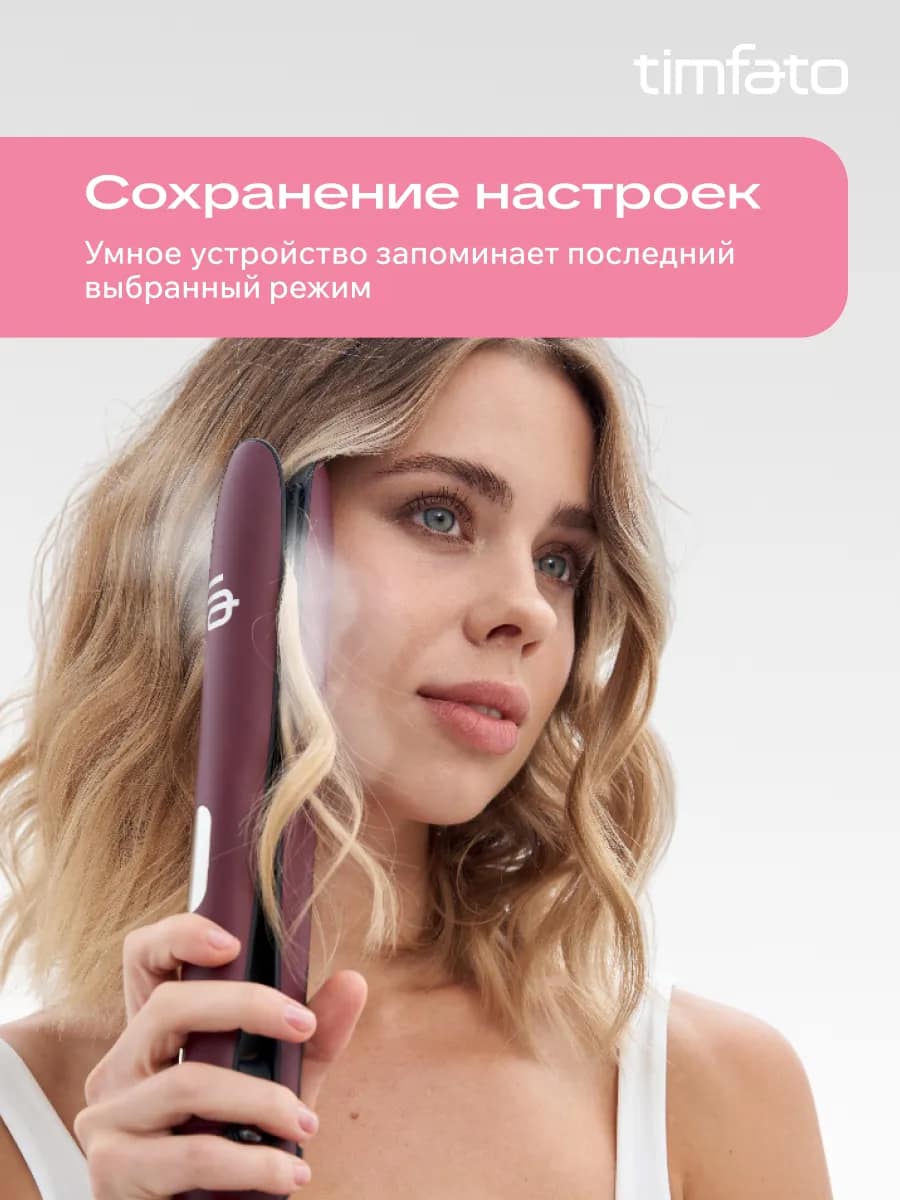 timfato
Сохранение настроек
Умное устройство запоминает последний
выбранный режим